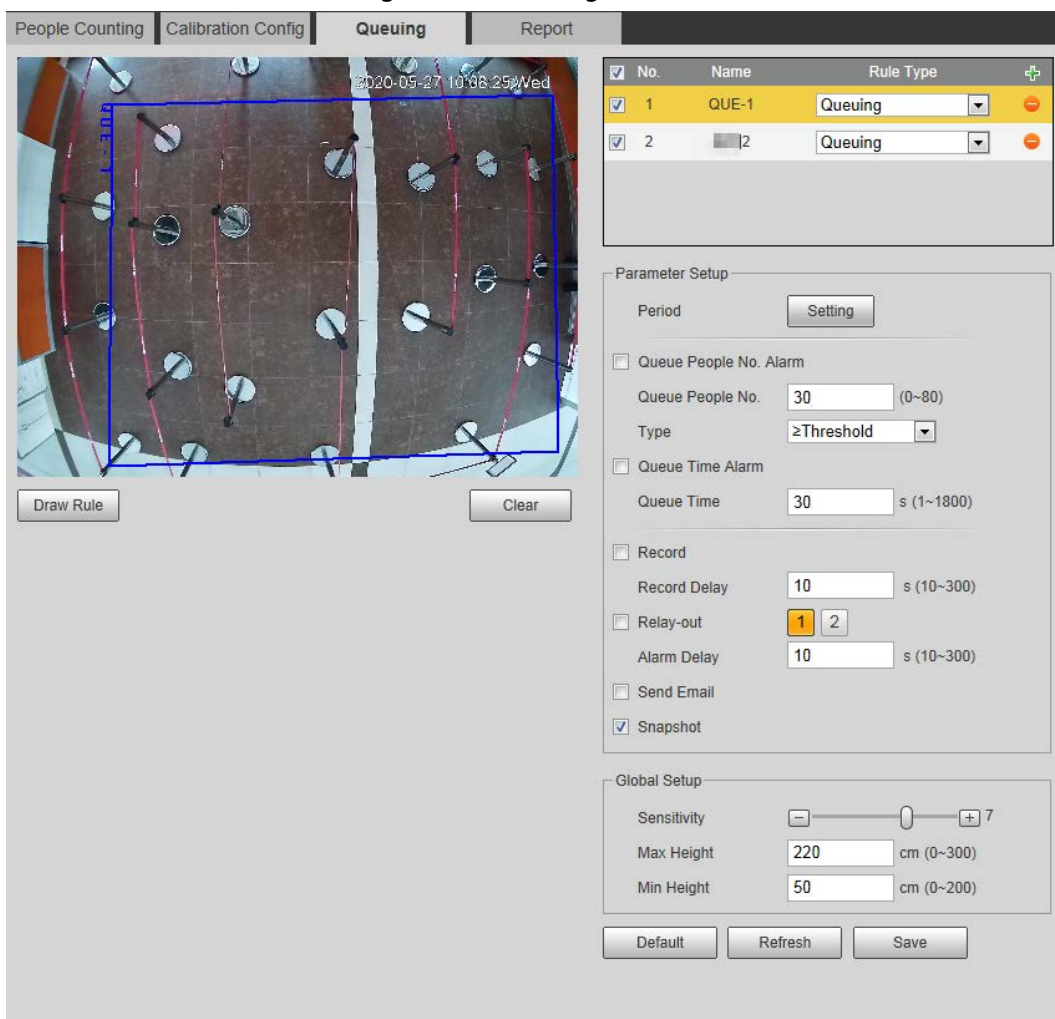 People Counting Calibration Config Queuing Report
2020-05-27 10:08:25 Wed
QUE-1
No. Name Rule Type
1 QUE-1 Queuing
2 2 Queuing
Parameter Setup
Period Setting
Queue People No. Alarm
Queue People No. 30 (0~80)
Type ≥Threshold
Queue Time Alarm
Queue Time 30 s (1~1800)
Draw Rule Clear
Record
Record Delay 10 s (10~300)
Relay-out 1 2
Alarm Delay 10 s (10~300)
Send Email
Snapshot
Global Setup
Sensitivity 7
Max Height 220 cm (0~300)
Min Height 50 cm (0~200)
Default Refresh Save